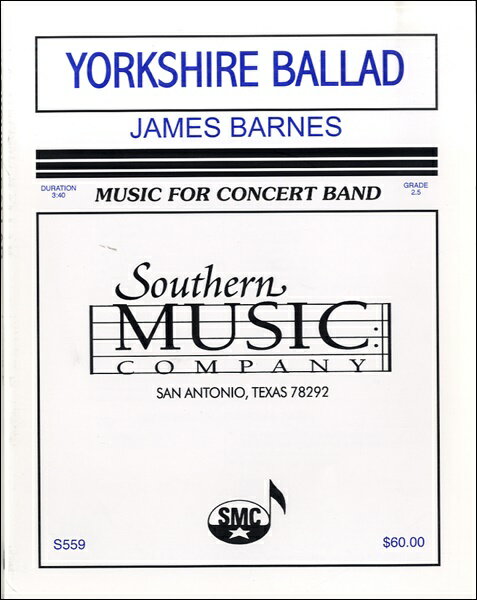 YORKSHIRE BALLAD
JAMES BARNES
DURATION
3:40
MUSIC FOR CONCERT BAND
GRADE
2.5
Southern
MUSIC
COMPANY
SAN ANTONIO, TEXAS 78292
SMC
S559
$60.00